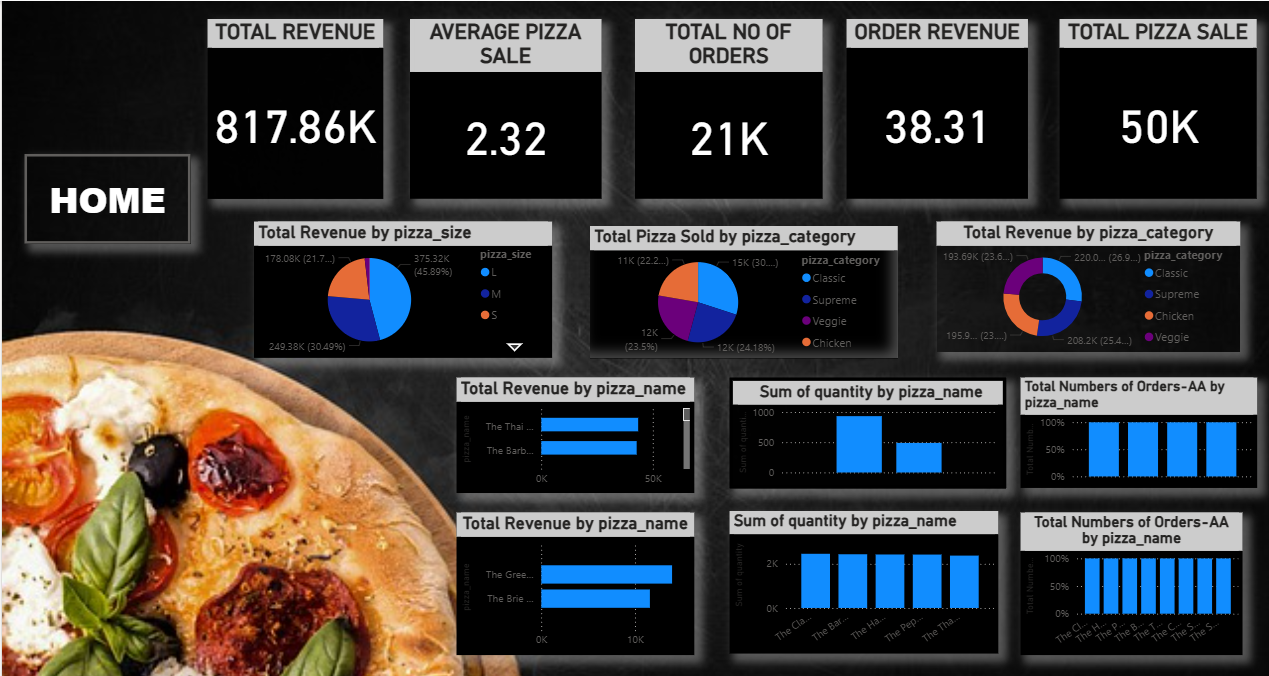 TOTAL REVENUE
817.86K
AVERAGE PIZZA
SALE
2.32
TOTAL NO OF
ORDERS
21K
ORDER REVENUE
38.31
TOTAL PIZZA SALE
50K
HOME
Total Revenue by pizza_size
178.08K (21.7...)
375.32K
(45.89%)
249.38K (30.49%)
pizza_size
L
M
S
Total Pizza Sold by pizza_category
11K (22.2...)
15K (30....)
12K
(23.5%)
12K (24.18%)
pizza_category
Classic
Supreme
Veggie
Chicken
Total Revenue by pizza_category
193.69K (23.6...)
220.0... (26.9...)
195.9... (23....)
208.2K (25.4...)
pizza_category
Classic
Supreme
Chicken
Veggie
Total Revenue by pizza_name
pizza_name
The Thai ...
The Barb...
0K
50K
Sum of quantity by pizza_name
Sum of quanti...
1000
500
0
Total Numbers of Orders-AA by
pizza_name
Total Numb...
100%
50%
0%
Total Revenue by pizza_name
pizza_name
The Gree...
The Brie ...
0K
10K
Sum of quantity by pizza_name
Sum of quantity
2K
0K
The Cla...
The Bar...
The Ha...
The Pep...
The Tha...
Total Numbers of Orders-AA
by pizza_name
Total Numbe...
100%
50%
0%
The Cl...
The H...
The P...
The B...
The T...
The C...
The S...
The S...